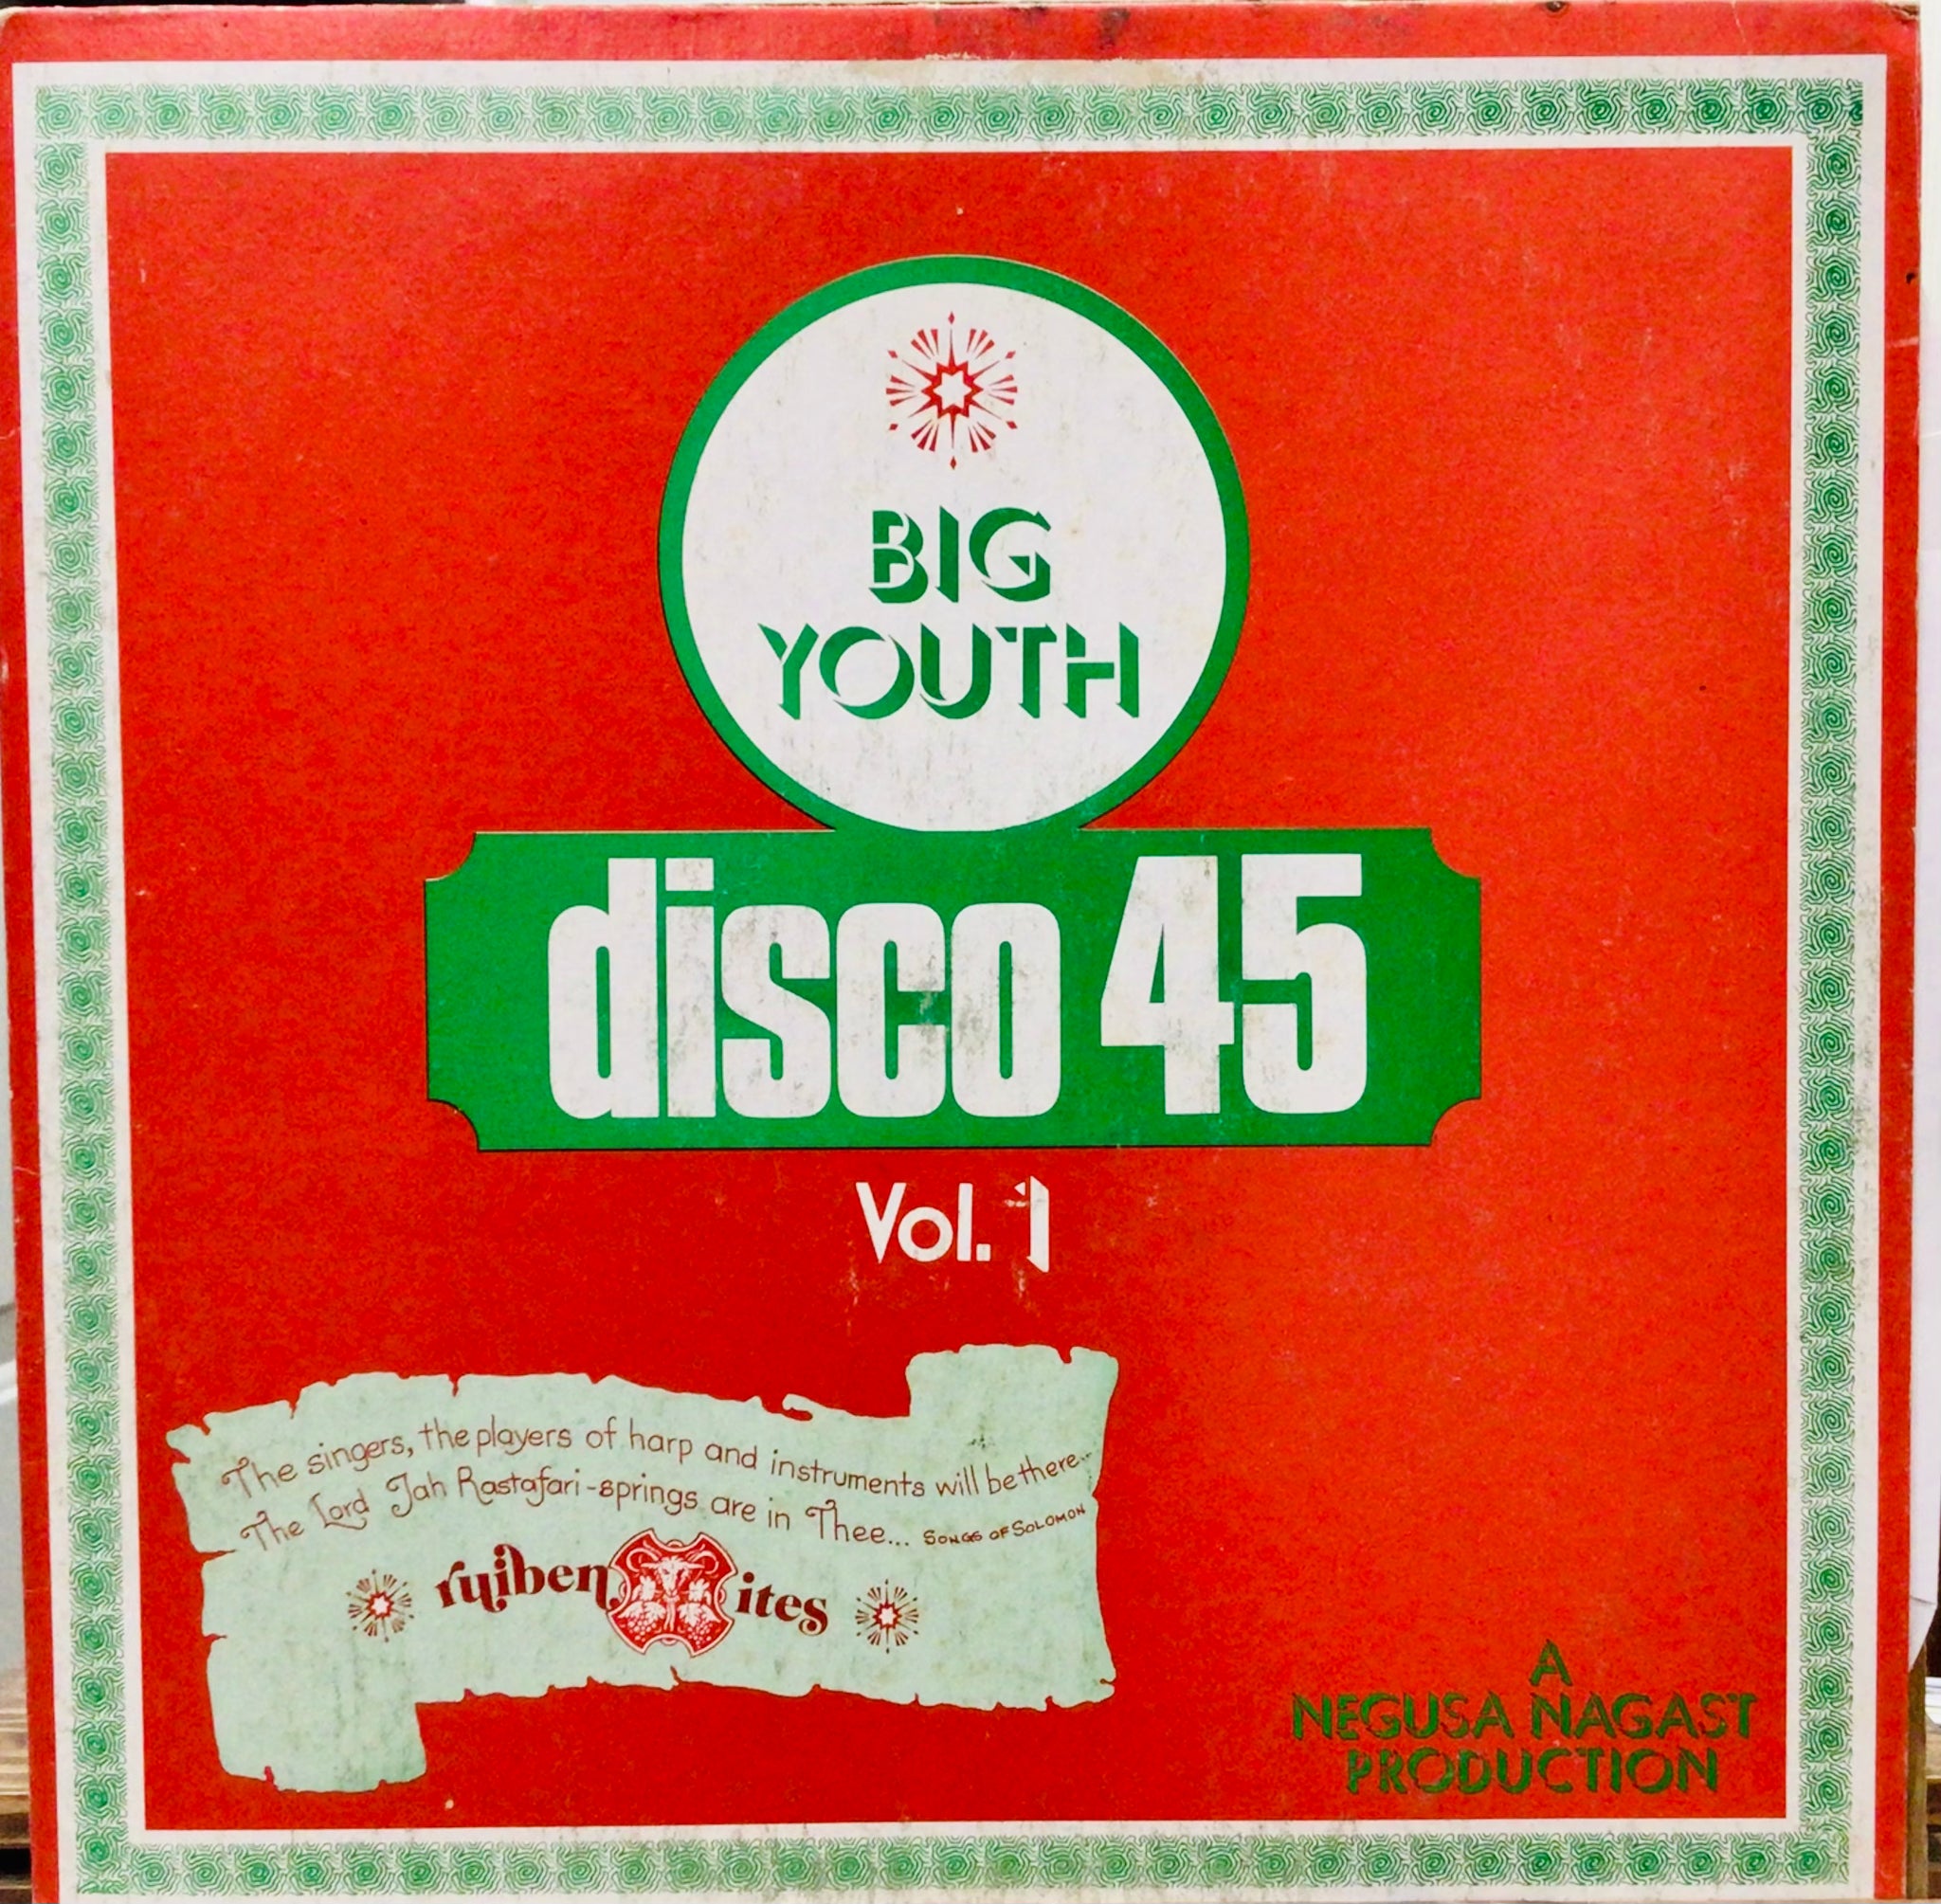 BIG
YOUTH
disco 45
Vol. 1
The singers, the players of harp and instruments will be there...
The Lord Jah Rastafari-springs are in Thee... SONGS OF SOLOMON
ruiben ites
A
NEGUSA NAGAST
PRODUCTION